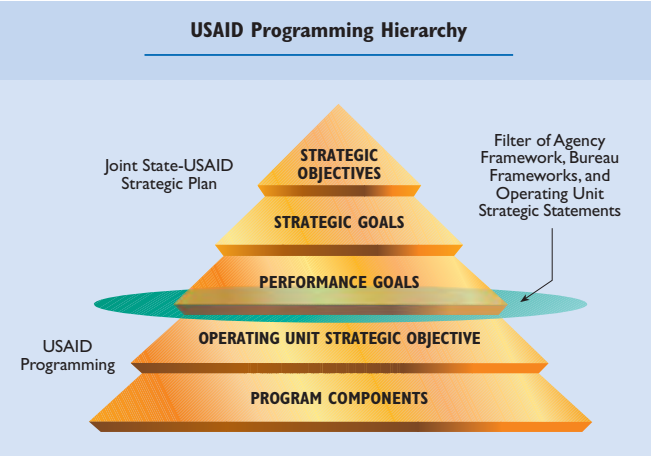 USAID Programming Hierarchy
Joint State-USAID
Strategic Plan
Filter of Agency
Framework, Bureau
Frameworks, and
Operating Unit
Strategic Statements
STRATEGIC
OBJECTIVES
STRATEGIC GOALS
PERFORMANCE GOALS
USAID
Programming
OPERATING UNIT STRATEGIC OBJECTIVE
PROGRAM COMPONENTS